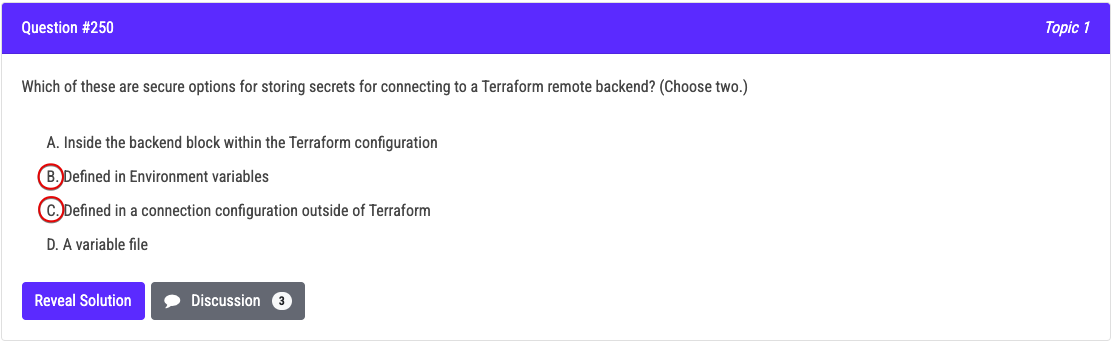 Question #250
Topic 1
Which of these are secure options for storing secrets for connecting to a Terraform remote backend? (Choose two.)
A. Inside the backend block within the Terraform configuration
B. Defined in Environment variables
C. Defined in a connection configuration outside of Terraform
D. A variable file
Reveal Solution
Discussion 3